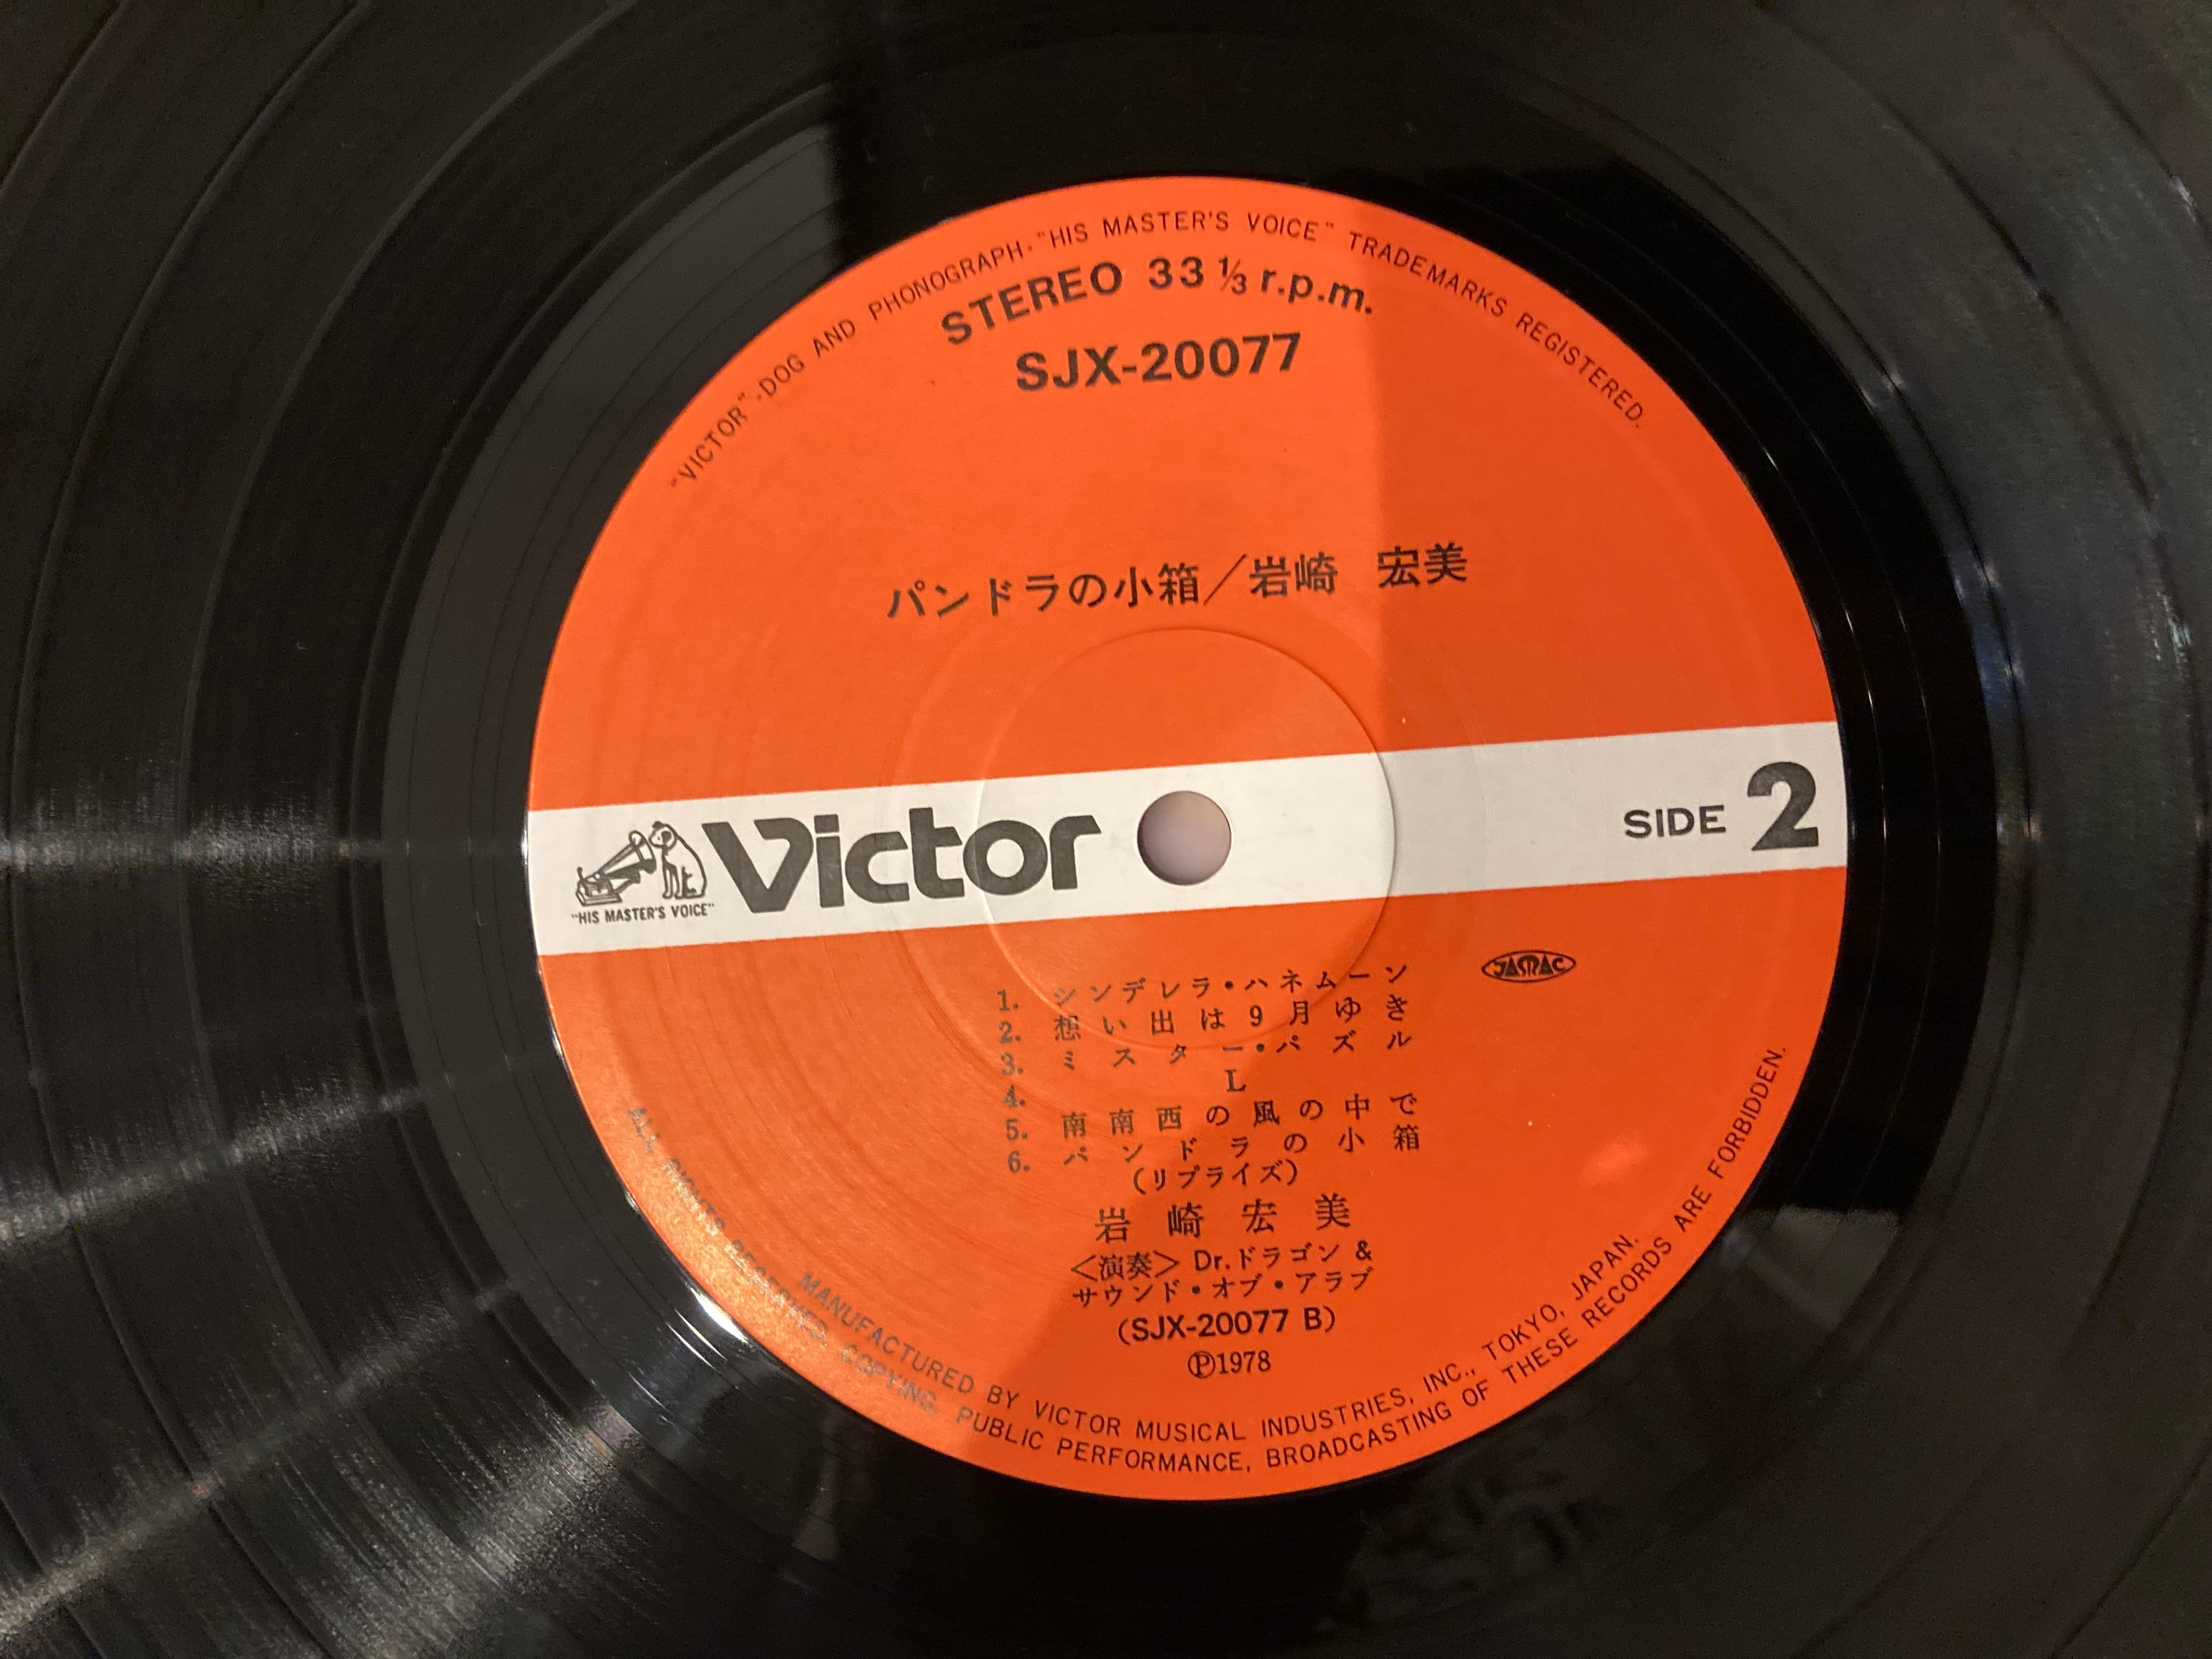 "VICTOR"-DOG AND PHONOGRAPH-"HIS MASTER'S VOICE" TRADEMARKS REGISTERED.
STEREO 33 ⅓ r.p.m.
SJX-20077
パンドラの小箱／岩崎 宏美
Victor
"HIS MASTER'S VOICE"
SIDE 2
JASRAC
1. シンデレラ・ハネムーン
2. 想い出は9月ゆき
3. ミスター・パズル
4. L
5. 南南西の風の中で
6. パンドラの小箱
(リプライズ)
岩崎宏美
<演奏> Dr.ドラゴン &
サウンド・オブ・アラブ
(SJX-20077 B)
Ⓟ1978
MANUFACTURED BY VICTOR MUSICAL INDUSTRIES, INC., TOKYO, JAPAN.
ALL RIGHTS RESERVED. COPYING, PUBLIC PERFORMANCE, BROADCASTING OF THESE RECORDS ARE FORBIDDEN.